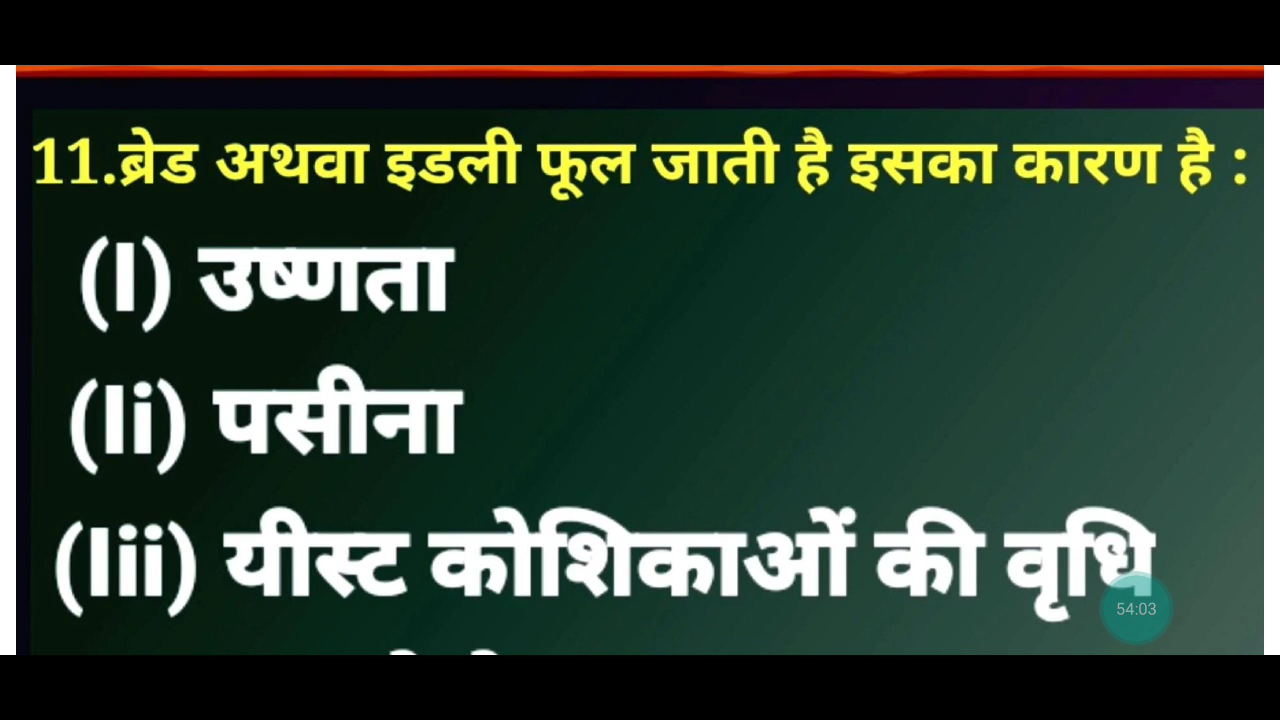 11.ब्रेड अथवा इडली फूल जाती है इसका कारण है :
(I) उष्णता
(Ii) पसीना
(Iii) यीस्ट कोशिकाओं की वृधि
54:03